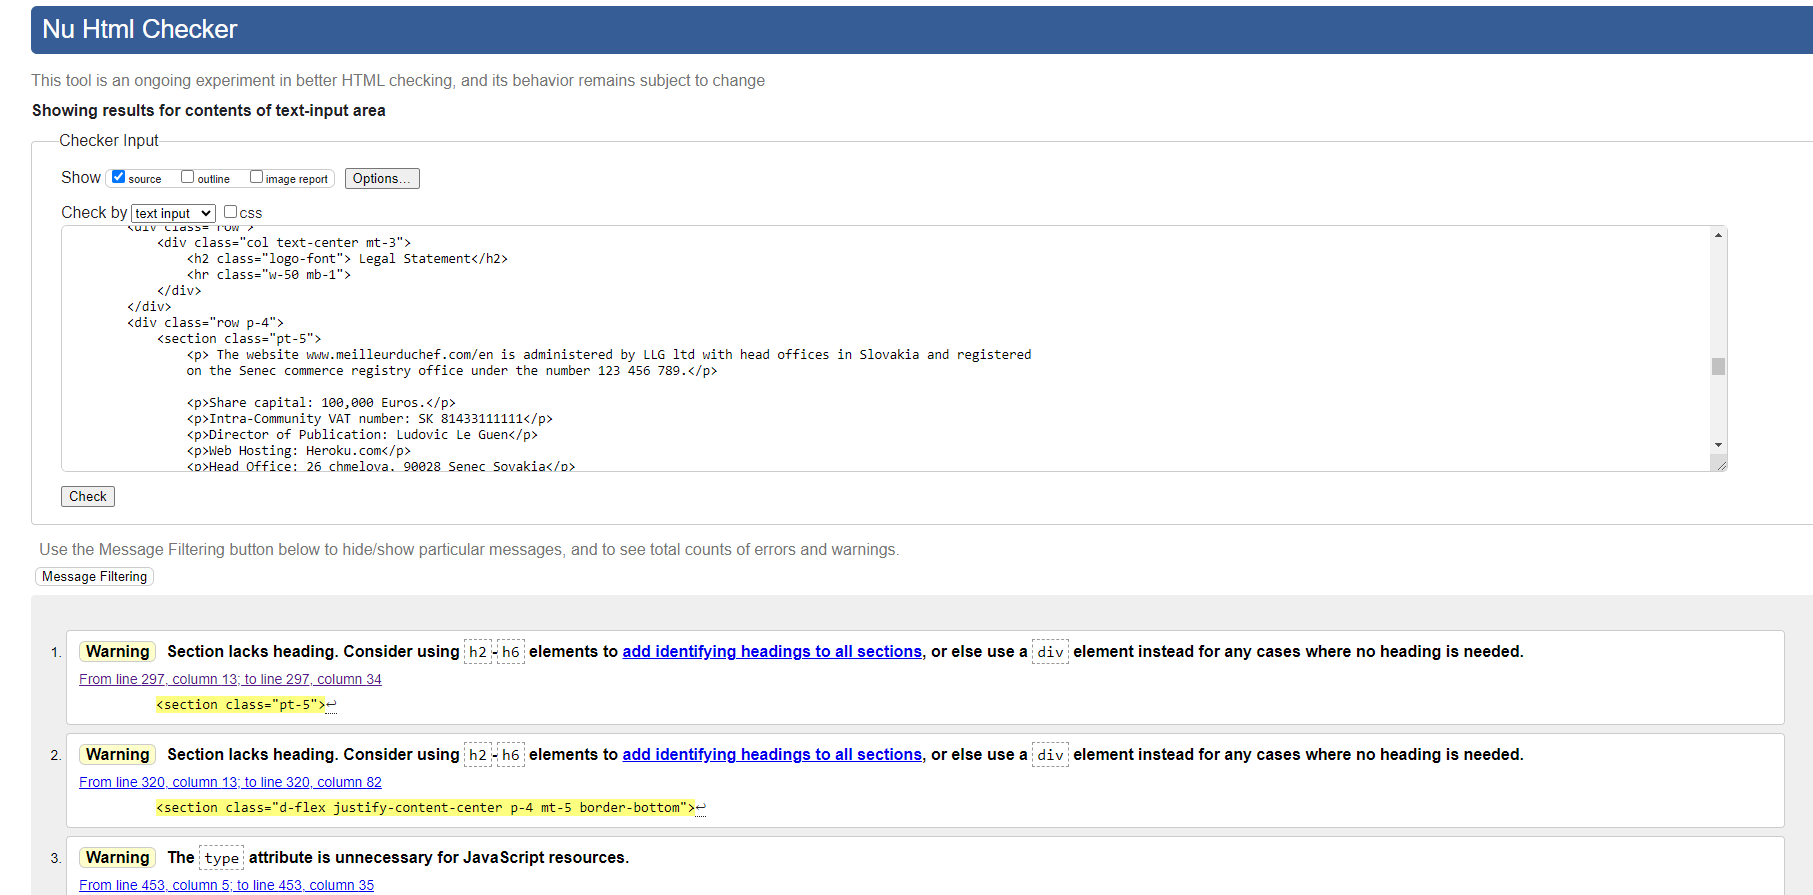 Nu Html Checker
This tool is an ongoing experiment in better HTML checking, and its behavior remains subject to change
Showing results for contents of text-input area
Checker Input
Show source outline image report Options...
Check by text input css
<div class="row">
<div class="col text-center mt-3">
<h2 class="logo-font"> Legal Statement</h2>
<hr class="w-50 mb-1">
</div>
</div>
<div class="row p-4">
<section class="pt-5">
<p> The website www.meilleurduchef.com/en is administered by LLG ltd with head offices in Slovakia and registered
on the Senec commerce registry office under the number 123 456 789.</p>
<p>Share capital: 100,000 Euros.</p>
<p>Intra-Community VAT number: SK 81433111111</p>
<p>Director of Publication: Ludovic Le Guen</p>
<p>Web Hosting: Heroku.com</p>
<p>Head Office: 26 chmelova, 90028 Senec Sovakia</p>
Check
Use the Message Filtering button below to hide/show particular messages, and to see total counts of errors and warnings.
Message Filtering
1. Warning Section lacks heading. Consider using h2-h6 elements to add identifying headings to all sections, or else use a div element instead for any cases where no heading is needed.
From line 297, column 13; to line 297, column 34
<section class="pt-5">↩
2. Warning Section lacks heading. Consider using h2-h6 elements to add identifying headings to all sections, or else use a div element instead for any cases where no heading is needed.
From line 320, column 13; to line 320, column 82
<section class="d-flex justify-content-center p-4 mt-5 border-bottom">↩
3. Warning The type attribute is unnecessary for JavaScript resources.
From line 453, column 5; to line 453, column 35